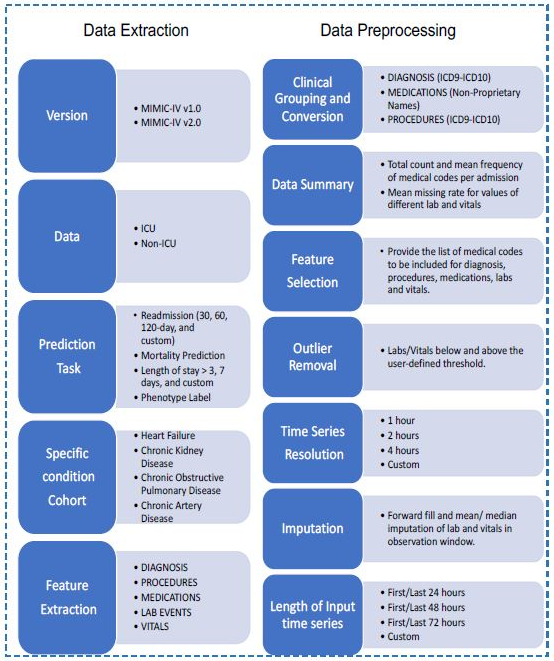 Data Extraction
Version
• MIMIC-IV v1.0
• MIMIC-IV v2.0
Data
• ICU
• Non-ICU
Prediction
Task
• Readmission (30, 60,
120-day, and
custom)
• Mortality Prediction
• Length of stay > 3, 7
days, and custom
• Phenotype Label
Specific
condition
Cohort
• Heart Failure
• Chronic Kidney
Disease
• Chronic Obstructive
Pulmonary Disease
• Chronic Artery
Disease
Feature
Extraction
• DIAGNOSIS
• PROCEDURES
• MEDICATIONS
• LAB EVENTS
• VITALS
Data Preprocessing
Clinical
Grouping and
Conversion
• DIAGNOSIS (ICD9-ICD10)
• MEDICATIONS (Non-Proprietary
Names)
• PROCEDURES (ICD9-ICD10)
Data Summary
• Total count and mean frequency
of medical codes per admission
• Mean missing rate for values of
different lab and vitals
Feature
Selection
• Provide the list of medical codes
to be included for diagnosis,
procedures, medications, labs
and vitals.
Outlier
Removal
• Labs/Vitals below and above the
user-defined threshold.
Time Series
Resolution
• 1 hour
• 2 hours
• 4 hours
• Custom
Imputation
• Forward fill and mean/ median
imputation of lab and vitals in
observation window.
Length of Input
time series
• First/Last 24 hours
• First/Last 48 hours
• First/Last 72 hours
• Custom